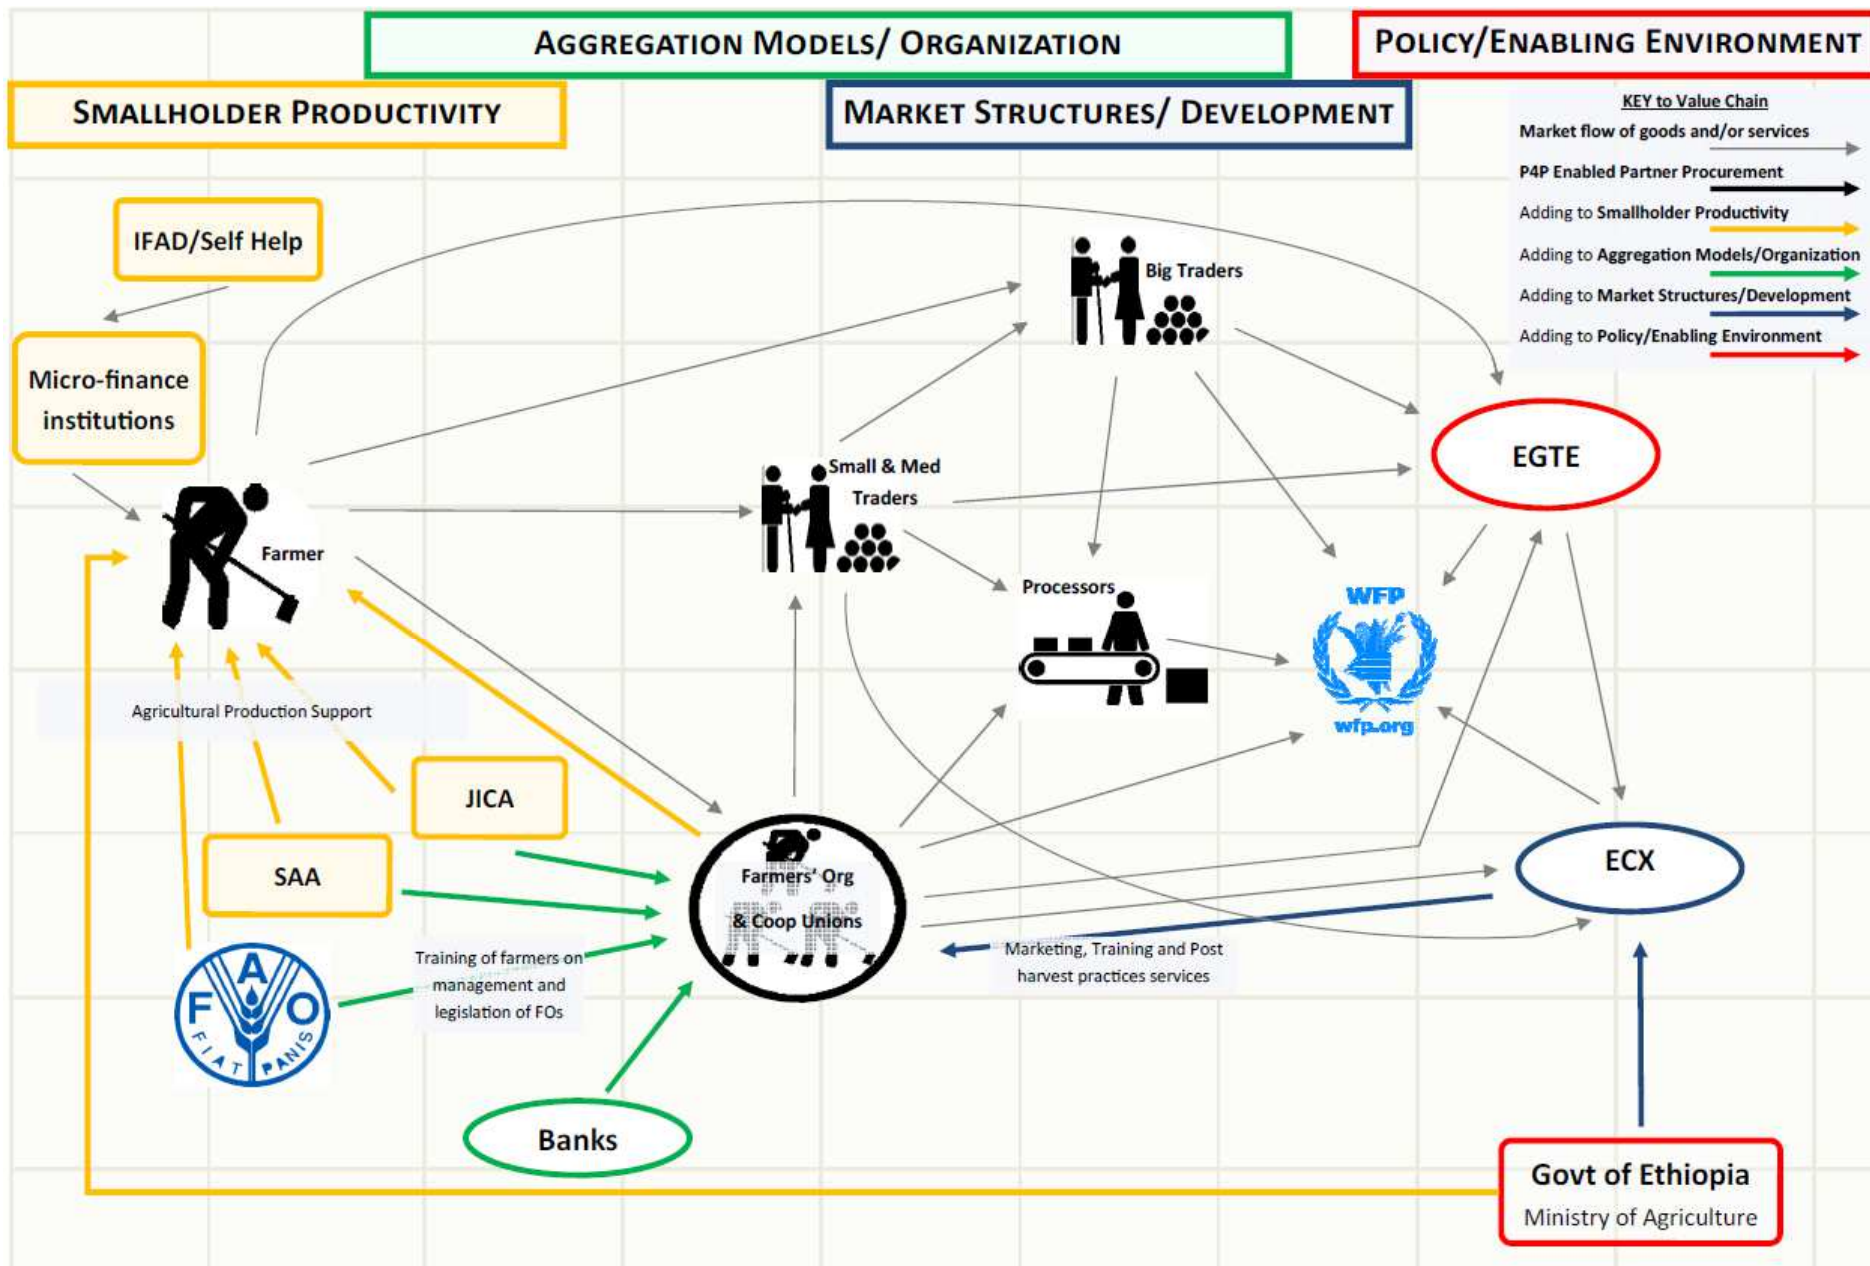 AGGREGATION MODELS/ ORGANIZATION
POLICY/ENABLING ENVIRONMENT
SMALLHOLDER PRODUCTIVITY
MARKET STRUCTURES/ DEVELOPMENT
KEY to Value Chain
Market flow of goods and/or services
P4P Enabled Partner Procurement
Adding to Smallholder Productivity
Adding to Aggregation Models/Organization
Adding to Market Structures/Development
Adding to Policy/Enabling Environment
IFAD/Self Help
Big Traders
Micro-finance
institutions
EGTE
Small & Med
Traders
Farmer
Processors
WFP
wfp.org
Agricultural Production Support
JICA
SAA
Farmers' Org
& Coop Unions
ECX
Training of farmers on
management and
legislation of FOs
Marketing, Training and Post
harvest practices services
F A O
FIAT PANIS
Banks
Govt of Ethiopia
Ministry of Agriculture